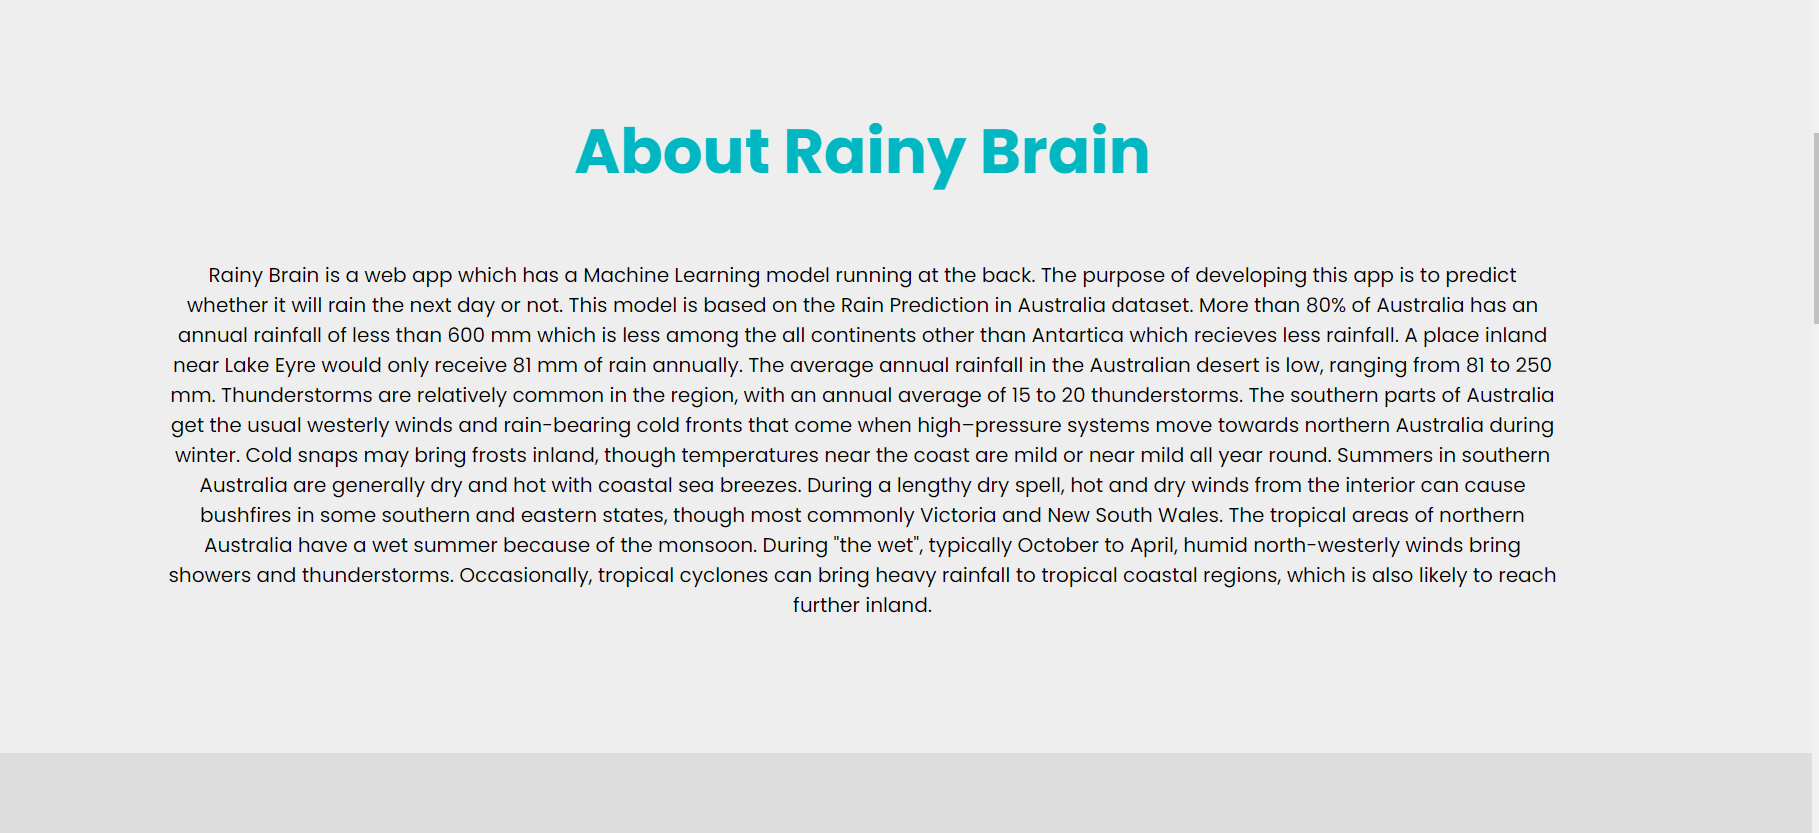 About Rainy Brain
Rainy Brain is a web app which has a Machine Learning model running at the back. The purpose of developing this app is to predict
whether it will rain the next day or not. This model is based on the Rain Prediction in Australia dataset. More than 80% of Australia has an
annual rainfall of less than 600 mm which is less among the all continents other than Antartica which recieves less rainfall. A place inland
near Lake Eyre would only receive 81 mm of rain annually. The average annual rainfall in the Australian desert is low, ranging from 81 to 250
mm. Thunderstorms are relatively common in the region, with an annual average of 15 to 20 thunderstorms. The southern parts of Australia
get the usual westerly winds and rain-bearing cold fronts that come when high–pressure systems move towards northern Australia during
winter. Cold snaps may bring frosts inland, though temperatures near the coast are mild or near mild all year round. Summers in southern
Australia are generally dry and hot with coastal sea breezes. During a lengthy dry spell, hot and dry winds from the interior can cause
bushfires in some southern and eastern states, though most commonly Victoria and New South Wales. The tropical areas of northern
Australia have a wet summer because of the monsoon. During "the wet", typically October to April, humid north-westerly winds bring
showers and thunderstorms. Occasionally, tropical cyclones can bring heavy rainfall to tropical coastal regions, which is also likely to reach
further inland.